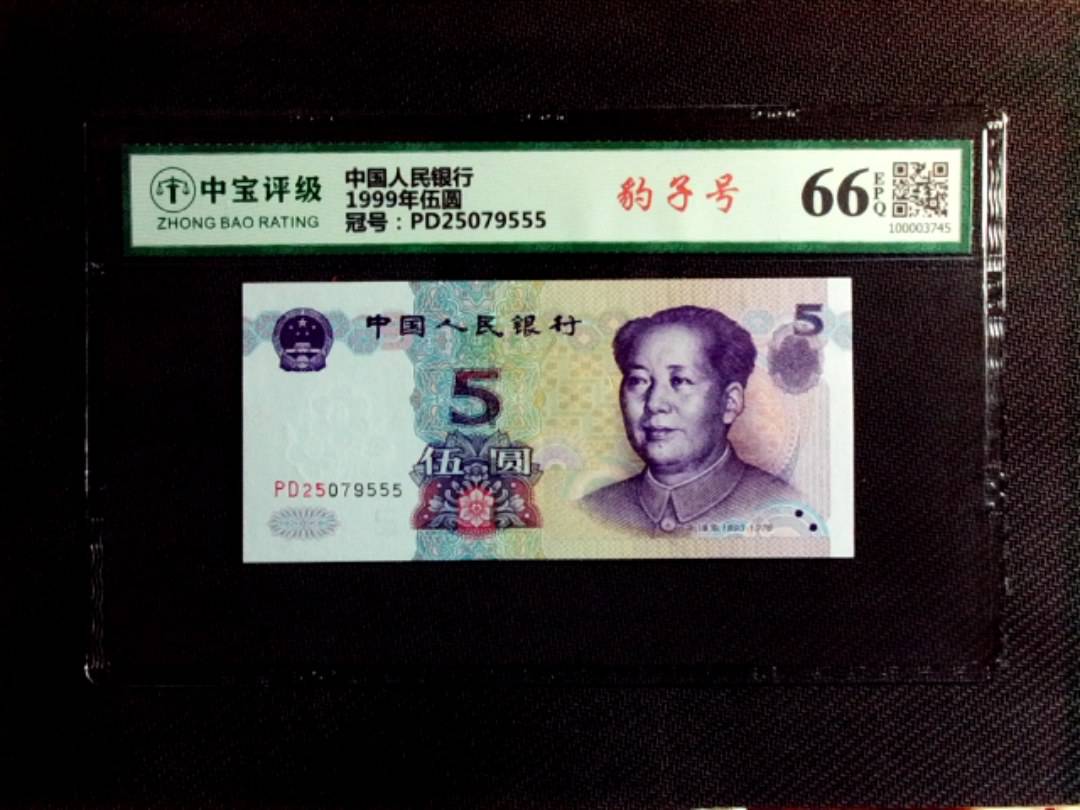 中宝评级
ZHONG BAO RATING
中国人民银行
1999年伍圆
冠号：PD25079555
豹子号
66
EPQ
100003745
中国人民银行
5
5
伍圆
PD25079555